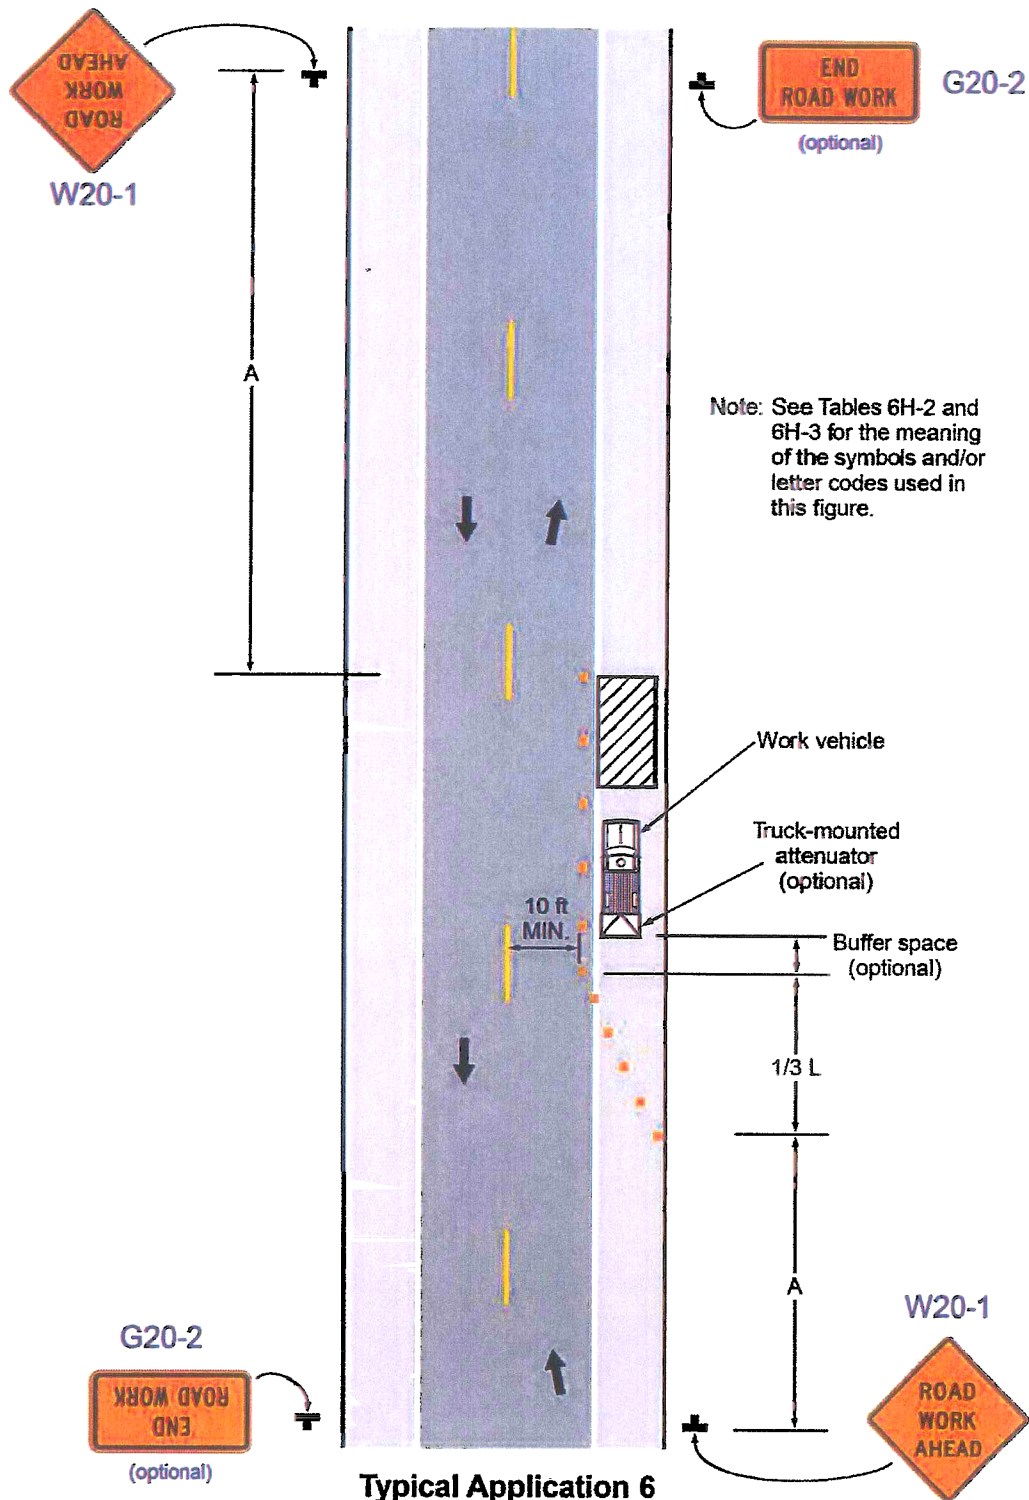 ROAD
WORK
AHEAD
W20-1
END
ROAD WORK
(optional)
G20-2
A
Note: See Tables 6H-2 and
6H-3 for the meaning
of the symbols and/or
letter codes used in
this figure.
Work vehicle
Truck-mounted
attenuator
(optional)
10 ft
MIN.
Buffer space
(optional)
1/3 L
A
G20-2
END
ROAD WORK
(optional)
W20-1
ROAD
WORK
AHEAD
Typical Application 6